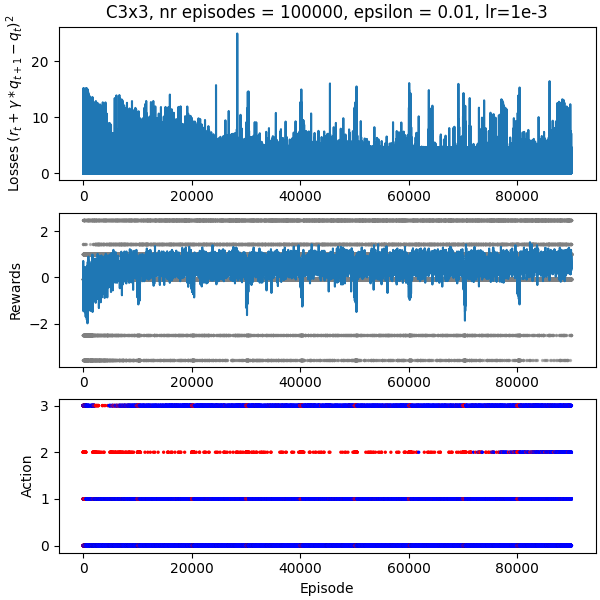 C3x3, nr episodes = 100000, epsilon = 0.01, lr=1e-3
Losses $(r_t + \gamma * q_{t+1} - q_t)^2$
20
10
0
0 20000 40000 60000 80000
Rewards
2
0
−2
0 20000 40000 60000 80000
Action
3
2
1
0
0 20000 40000 60000 80000
Episode